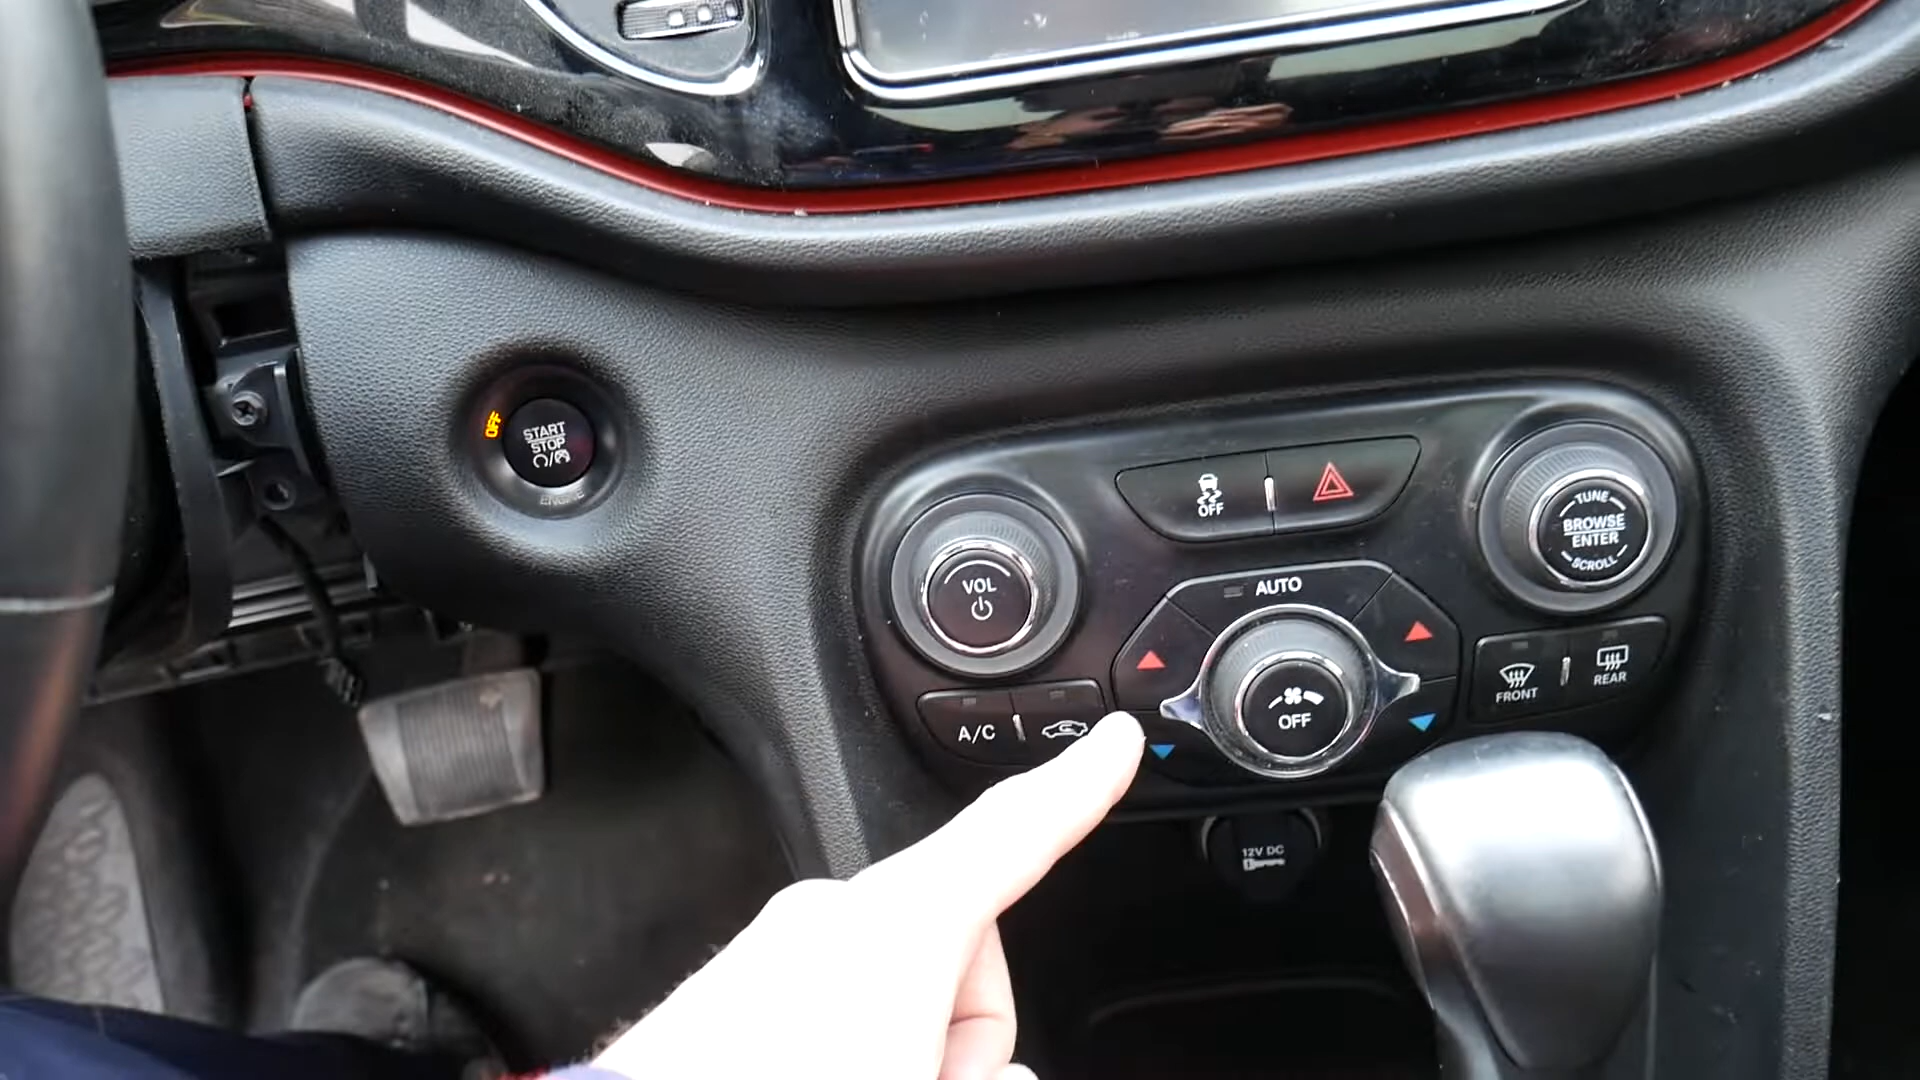 OFF
START
STOP
ENGINE
VOL
OFF
TUNE
BROWSE
ENTER
SCROLL
AUTO
A/C
OFF
FRONT
REAR
12V DC